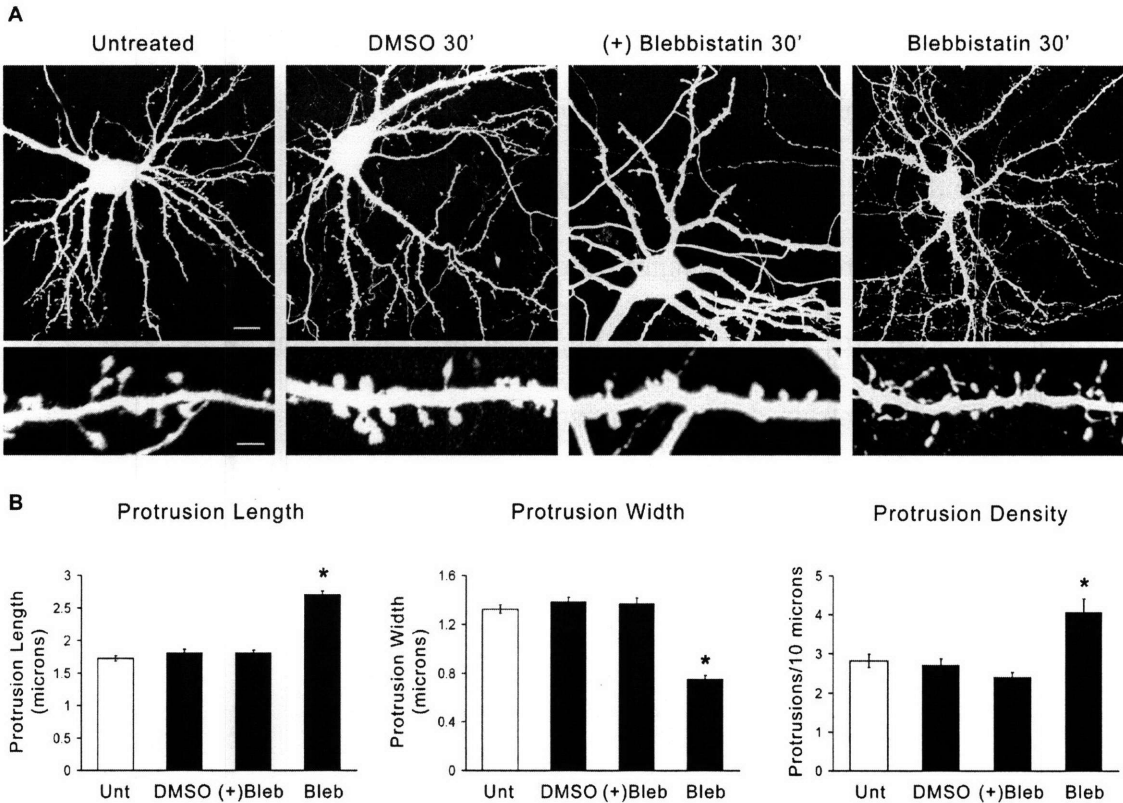 A
Untreated
DMSO 30'
(+) Blebbistatin 30'
Blebbistatin 30'
B
Protrusion Length
Protrusion Length
(microns)
3
2.5
2
1.5
1
0.5
0
*
Unt
DMSO
(+)Bleb
Bleb
Protrusion Width
Protrusion Width
(microns)
1.6
1.2
0.8
0.4
0
*
Unt
DMSO
(+)Bleb
Bleb
Protrusion Density
Protrusions/10 microns
5
4
3
2
1
0
*
Unt
DMSO
(+)Bleb
Bleb